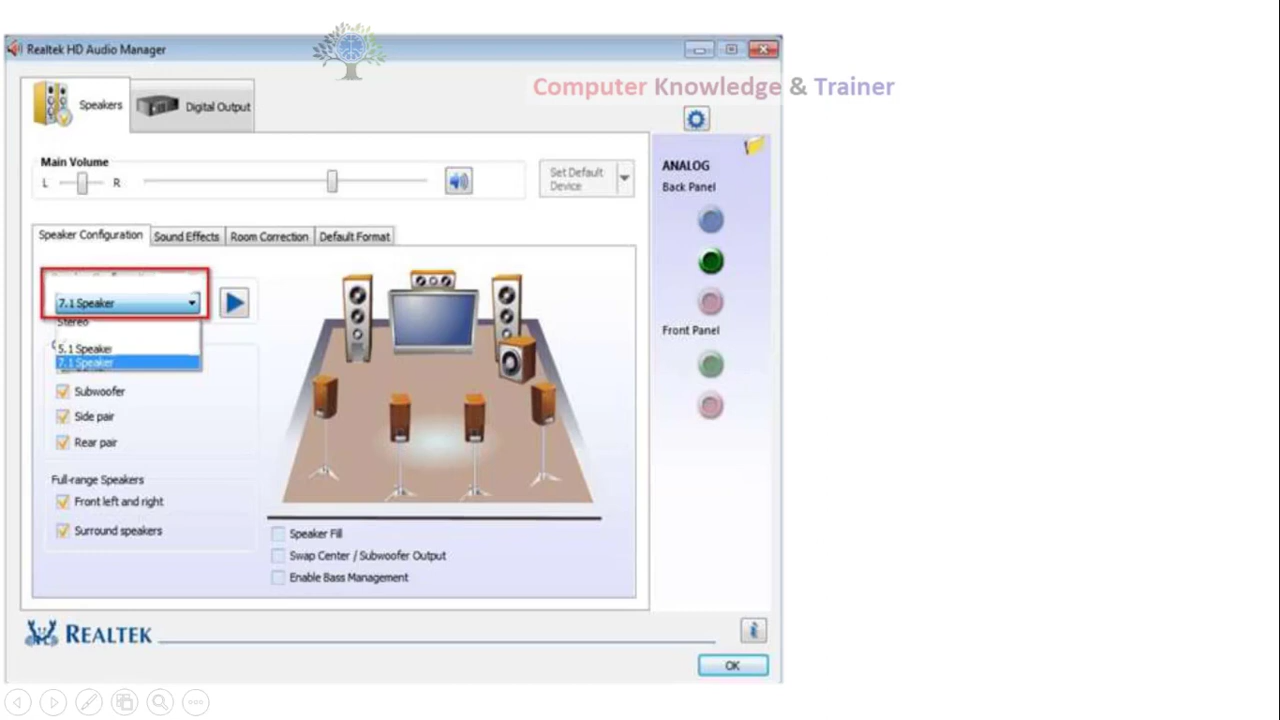 Realtek HD Audio Manager
Computer Knowledge & Trainer
Speakers
Digital Output
Main Volume
L
R
Set Default
Device
ANALOG
Back Panel
Speaker Configuration
Sound Effects
Room Correction
Default Format
7.1 Speaker
Stereo
5.1 Speaker
7.1 Speaker
Front Panel
Subwoofer
Side pair
Rear pair
Full-range Speakers
Front left and right
Surround speakers
Speaker Fill
Swap Center / Subwoofer Output
Enable Bass Management
REALTEK
OK